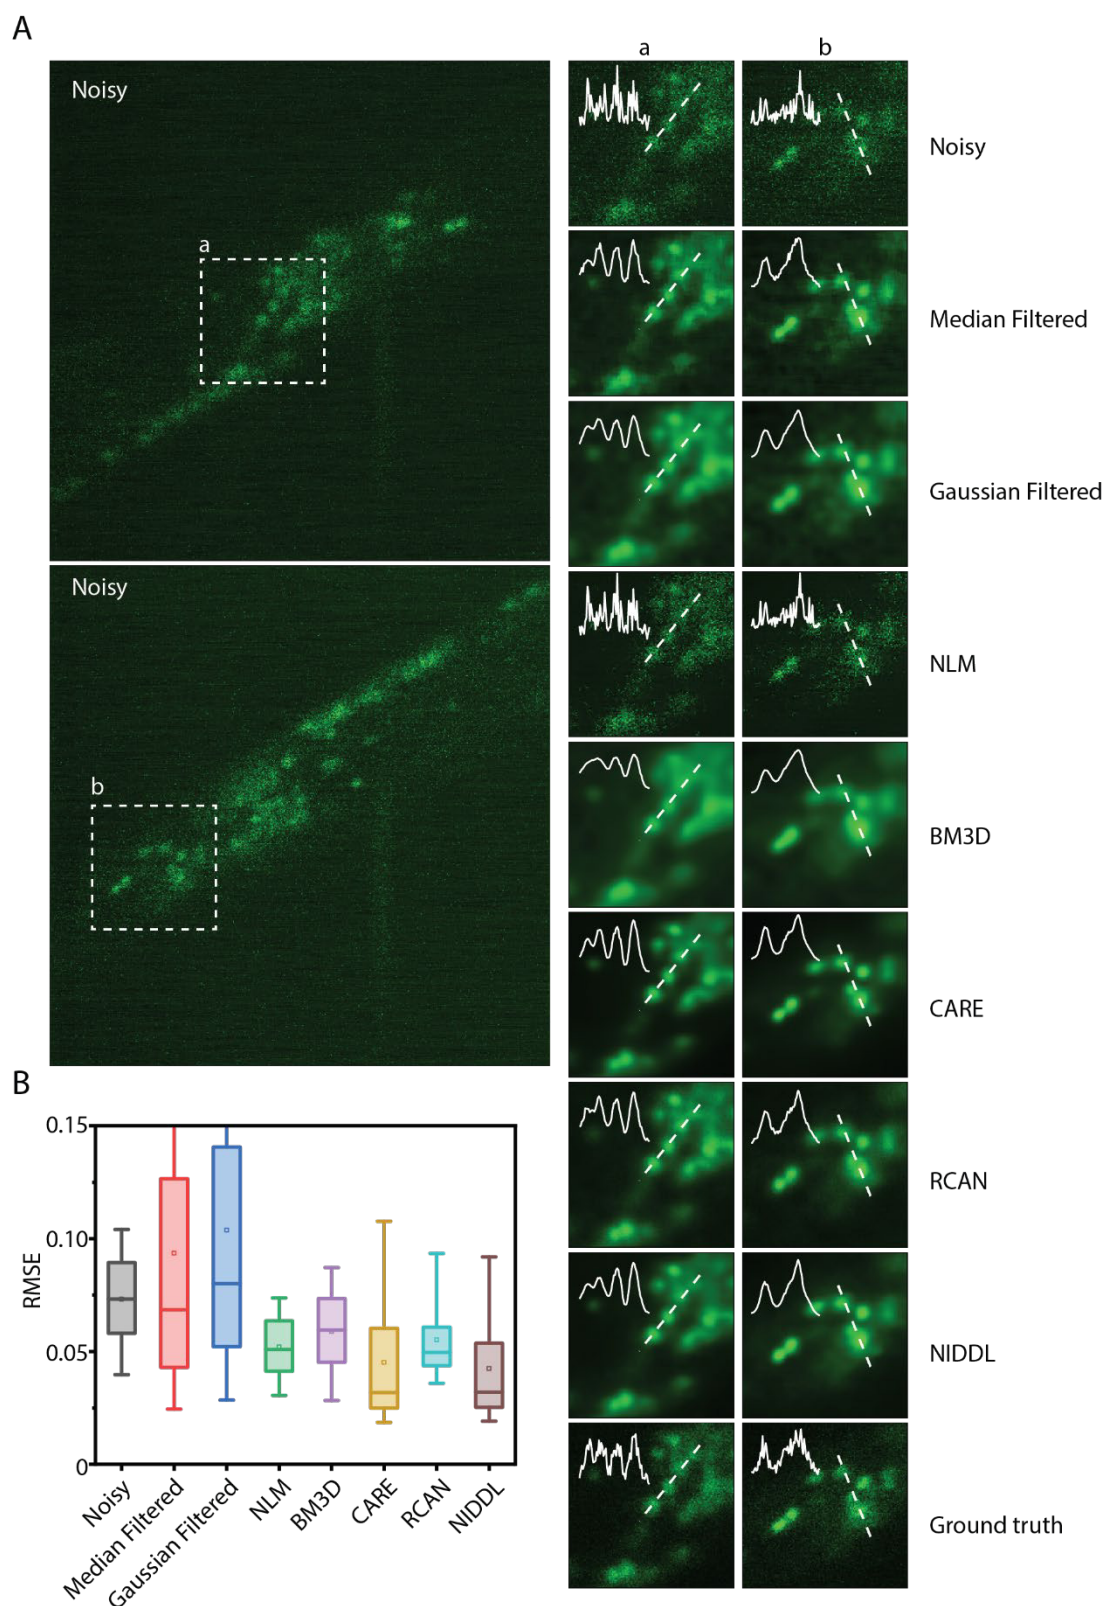 A
a
b
Noisy
a
Noisy
b
Noisy
Median Filtered
Gaussian Filtered
NLM
BM3D
CARE
RCAN
NIDDL
Ground truth
B
0.15
0.10
0.05
0
RMSE
Noisy
Median Filtered
Gaussian Filtered
NLM
BM3D
CARE
RCAN
NIDDL